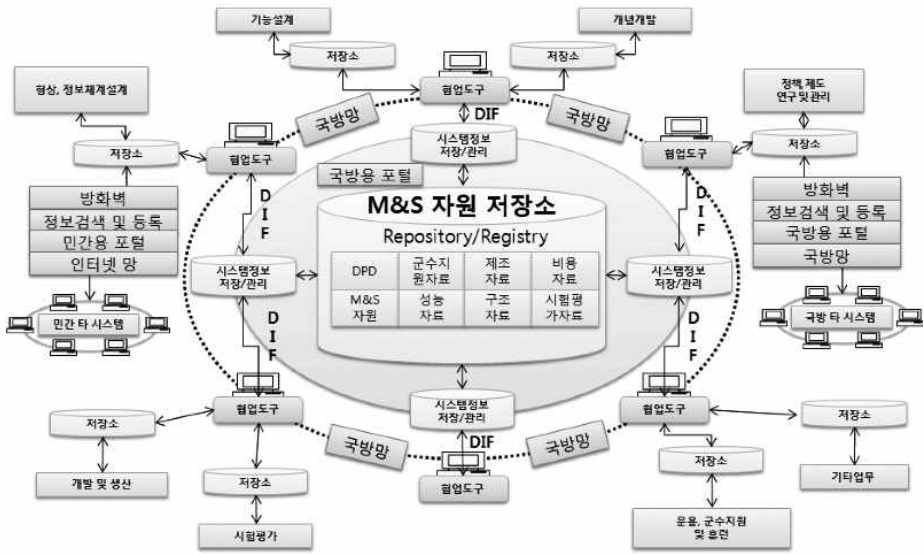 기능설계
개념개발
저장소
저장소
협업도구
형상, 정보체계설계
정책, 제도
연구 및 관리
국방망
DIF
국방망
저장소
협업도구
시스템정보
저장/관리
협업도구
저장소
국방용 포털
방화벽
정보검색 및 등록
민간용 포털
인터넷 망
DIF
M&S 자원 저장소
Repository/Registry
DIF
방화벽
정보검색 및 등록
국방용 포털
국방망
시스템정보
저장/관리
DPD
군수지
원자료
제조
자료
비용
자료
M&S
자원
성능
자료
구조
자료
시험평
가자료
시스템정보
저장/관리
민간 타 시스템
국방 타 시스템
DIF
DIF
협업도구
시스템정보
저장/관리
협업도구
저장소
저장소
국방망
DIF
국방망
개발 및 생산
저장소
협업도구
저장소
기타업무
시험평가
운용, 군수지원
및 훈련